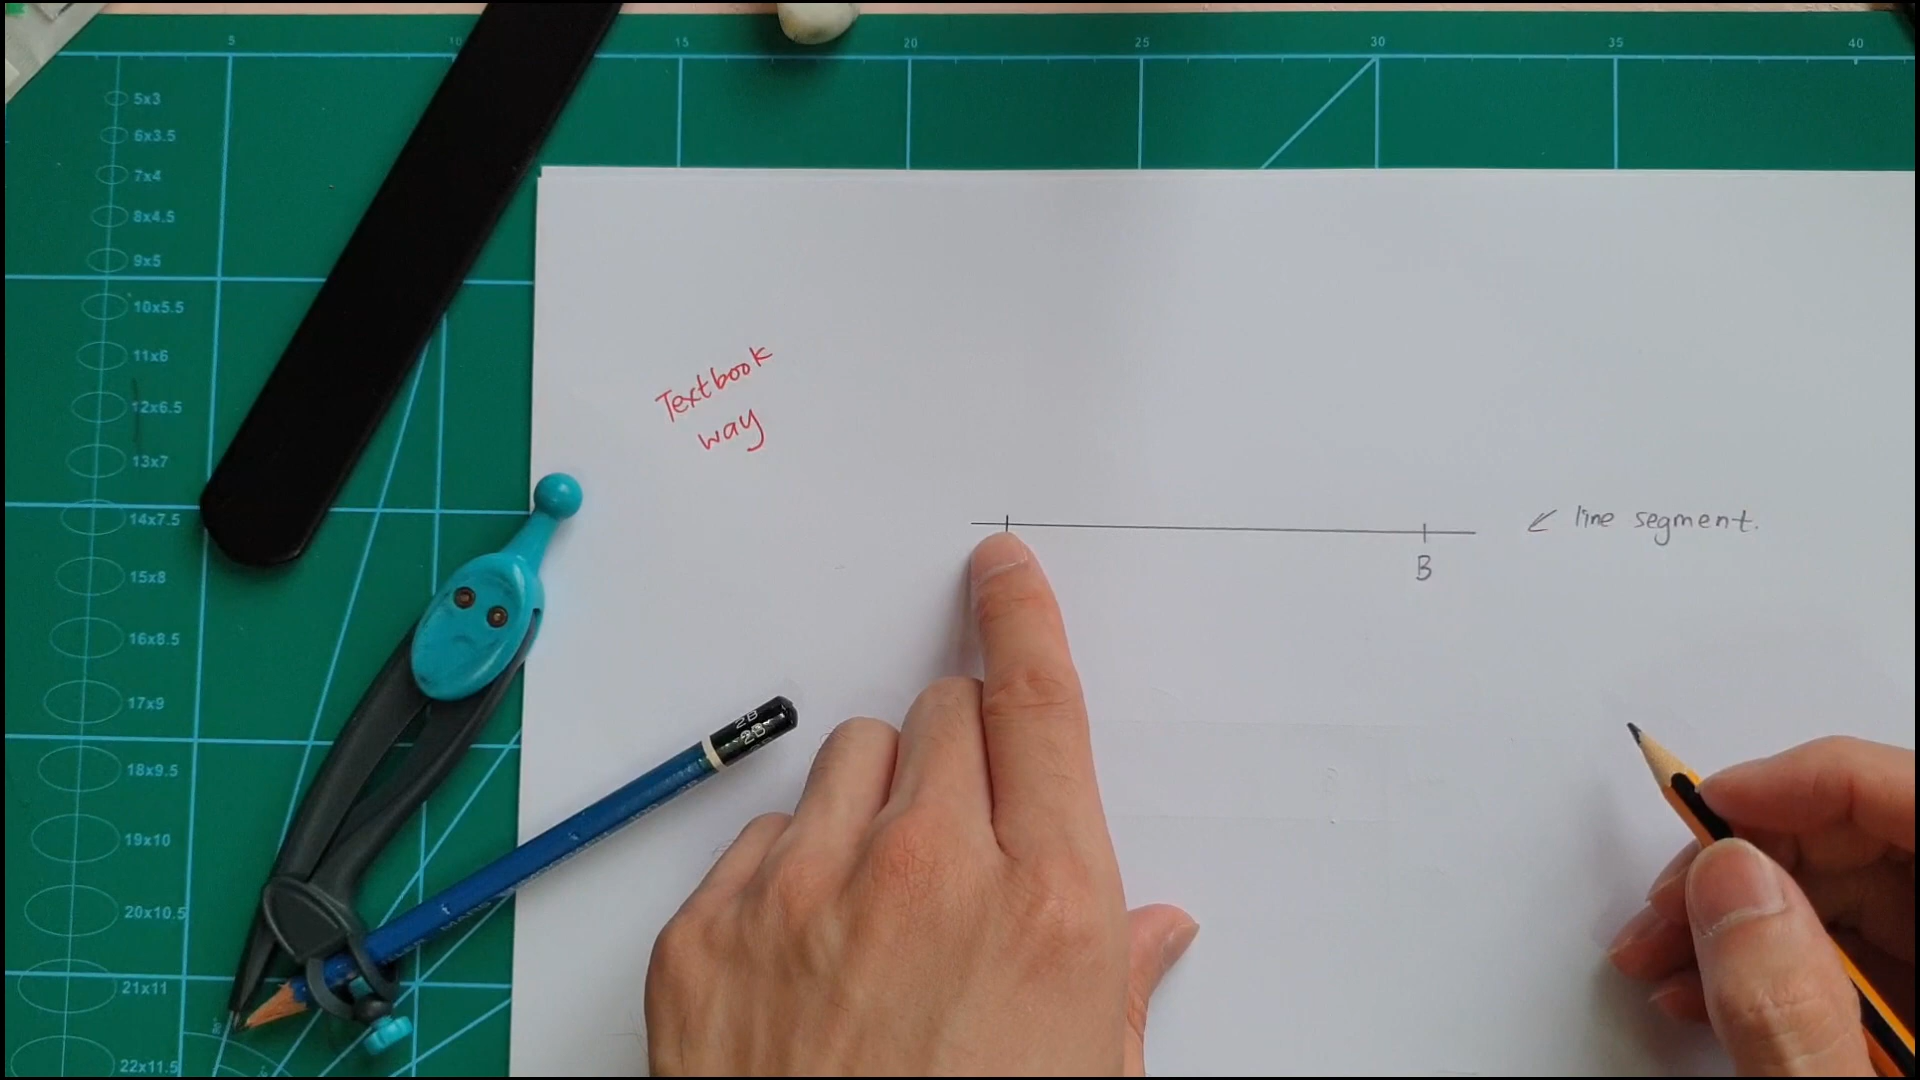 5 10 15 20 25 30 35 40
5x3
6x3.5
7x4
8x4.5
9x5
10x5.5
11x6
12x6.5
13x7
14x7.5
15x8
16x8.5
17x9
18x9.5
19x10
20x10.5
21x11
22x11.5
Textbook
way
line segment.
B
2B
2B